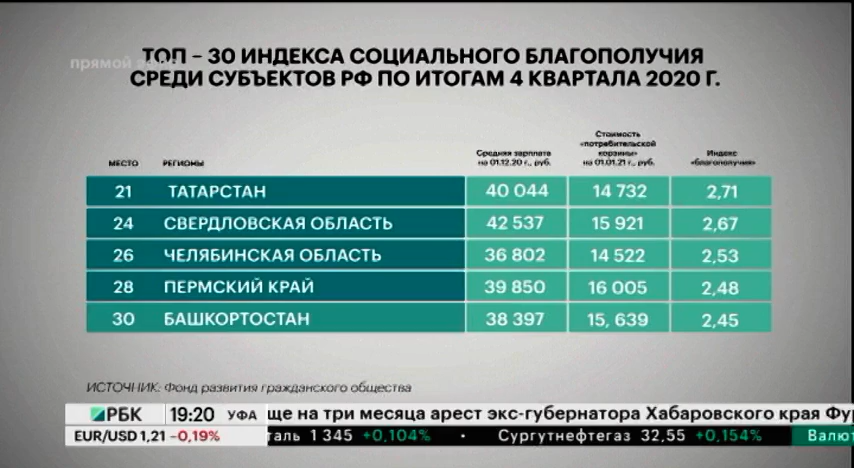 прямой эфир
ТОП – 30 ИНДЕКСА СОЦИАЛЬНОГО БЛАГОПОЛУЧИЯ
СРЕДИ СУБЪЕКТОВ РФ ПО ИТОГАМ 4 КВАРТАЛА 2020 Г.
МЕСТО РЕГИОНЫ Средняя зарплата на 01.12.20 г., руб. Стоимость «потребительской корзины» на 01.01.21 г., руб. Индекс «благополучия»
21 ТАТАРСТАН 40 044 14 732 2,71
24 СВЕРДЛОВСКАЯ ОБЛАСТЬ 42 537 15 921 2,67
26 ЧЕЛЯБИНСКАЯ ОБЛАСТЬ 36 802 14 522 2,53
28 ПЕРМСКИЙ КРАЙ 39 850 16 005 2,48
30 БАШКОРТОСТАН 38 397 15, 639 2,45
ИСТОЧНИК: Фонд развития гражданского общества
РБК 19:20 УФА ще на три месяца арест экс-губернатора Хабаровского края Фур
EUR/USD 1,21 -0,19% таль 1 345 +0,104% • Сургутнефтегаз 32,55 +0,154% Валют